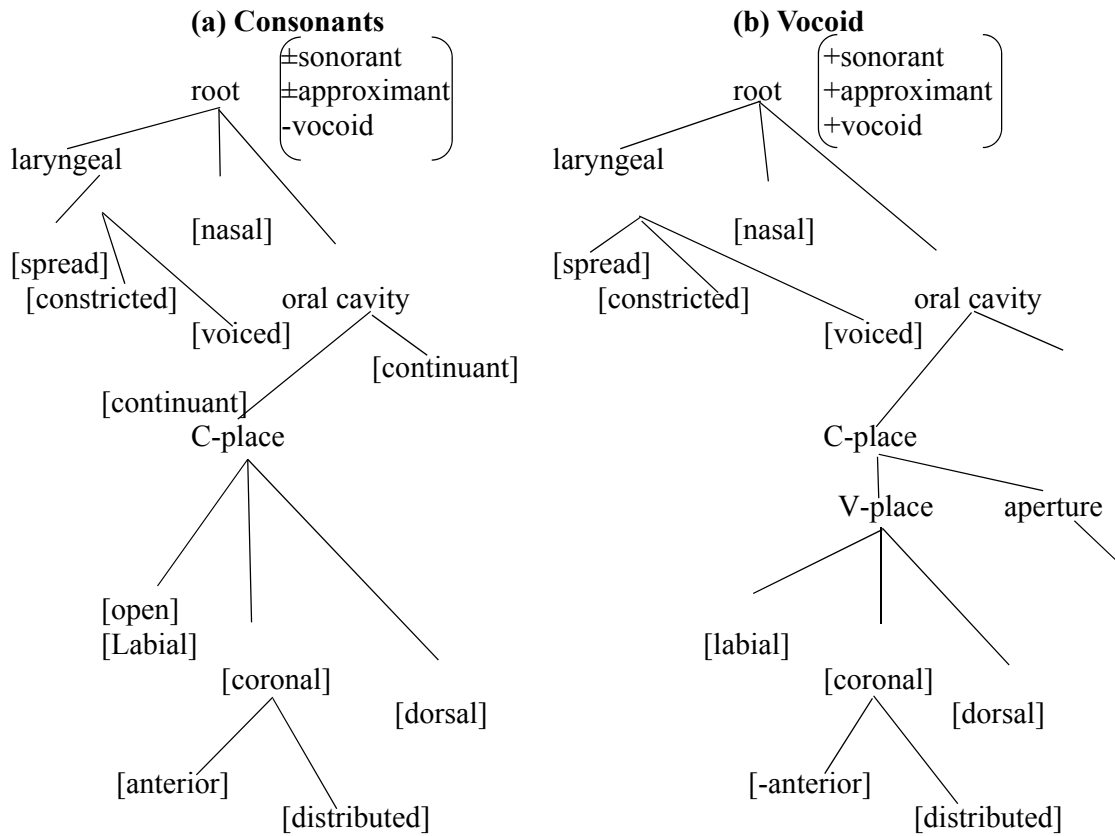 (a) Consonants
±sonorant
root
±approximant
-vocoid
laryngeal
[nasal]
[spread]
[constricted]
oral cavity
[voiced]
[continuant]
[continuant]
C-place
[open]
[Labial]
[coronal]
[dorsal]
[anterior]
[distributed]
(b) Vocoid
+sonorant
root
+approximant
+vocoid
laryngeal
[nasal]
[spread]
[constricted]
oral cavity
[voiced]
C-place
V-place
aperture
[labial]
[coronal]
[dorsal]
[-anterior]
[distributed]